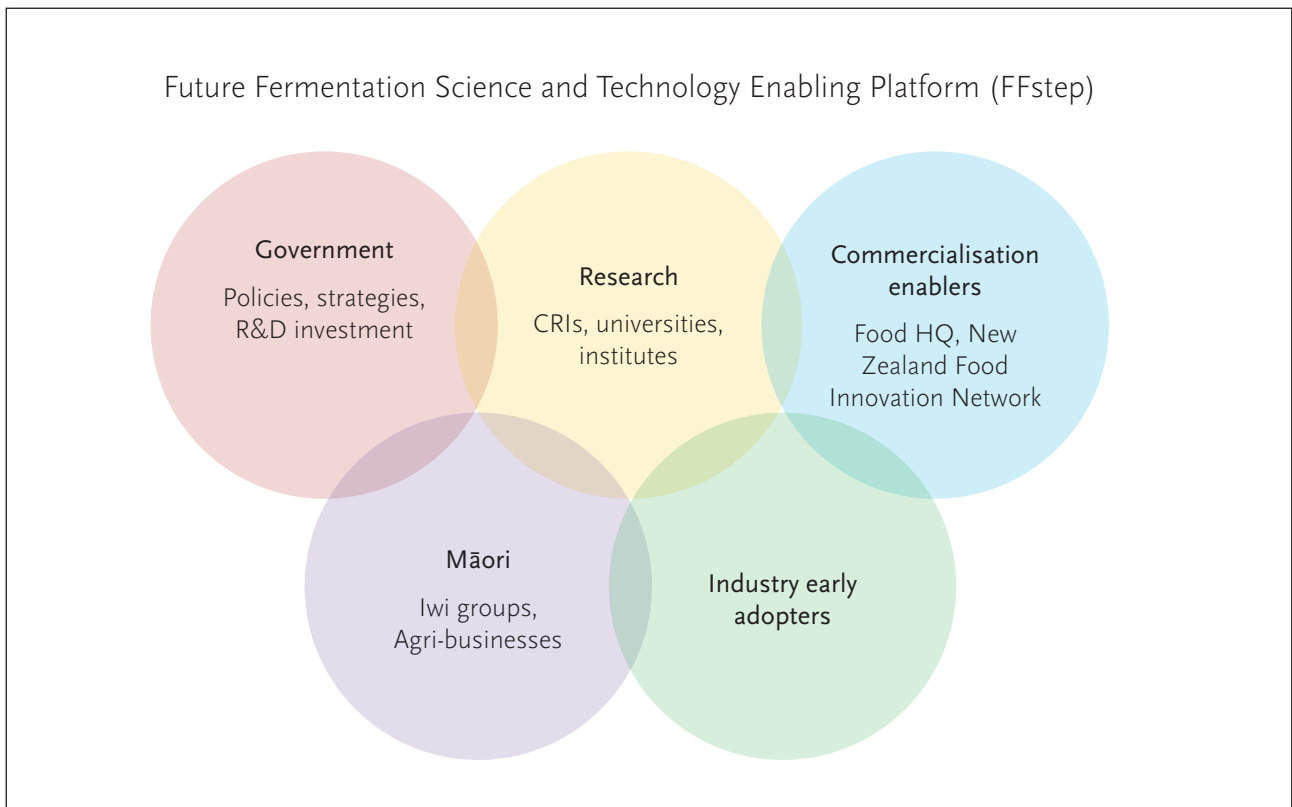 Future Fermentation Science and Technology Enabling Platform (FFstep)
Government
Policies, strategies,
R&D investment
Research
CRIs, universities,
institutes
Commercialisation
enablers
Food HQ, New
Zealand Food
Innovation Network
Māori
Iwi groups,
Agri-businesses
Industry early
adopters